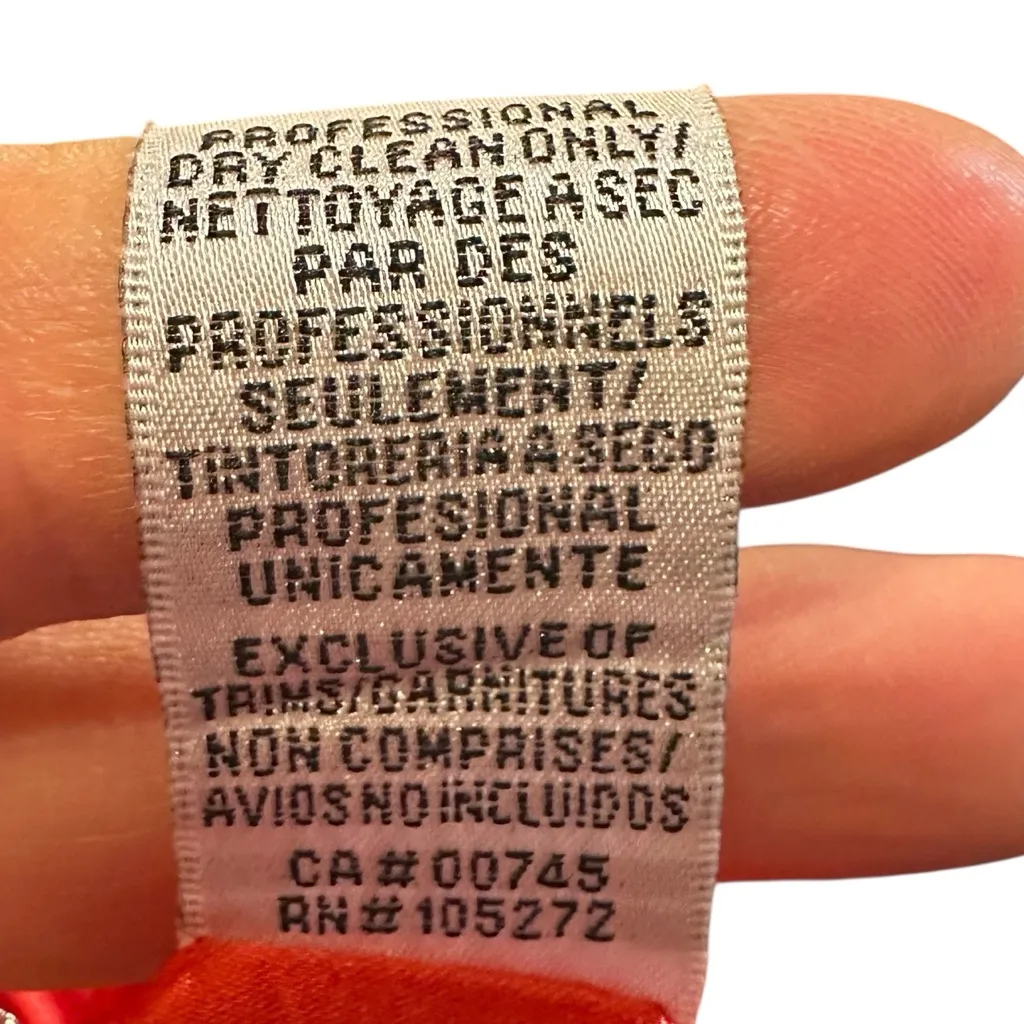 PROFESSIONAL
DRY CLEAN ONLY/
NETTOYAGE A SEC
PAR DES
PROFESSIONNELS
SEULEMENT/
TINTORERIA A SECO
PROFESIONAL
UNICAMENTE
EXCLUSIVE OF
TRIMS/GARNITURES
NON COMPRISES/
AVIOS NO INCLUIDOS
CA # 00745
RN # 105272